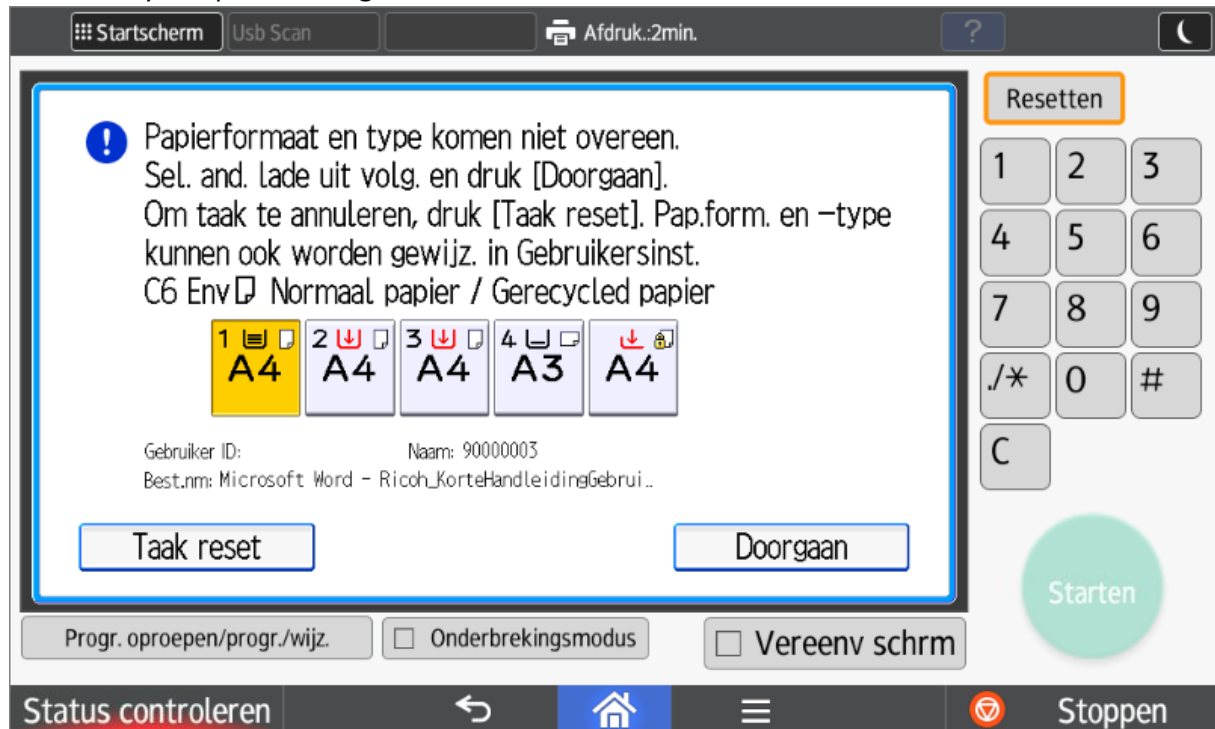 Startscherm Usb Scan Afdruk.:2min. ?
Resetten
Papierformaat en type komen niet overeen.
Sel. and. lade uit volg. en druk [Doorgaan].
Om taak te annuleren, druk [Taak reset]. Pap.form. en –type
kunnen ook worden gewijz. in Gebruikersinst.
C6 Env Normaal papier / Gerecycled papier
1 2 3 4
A4 A4 A4 A3 A4
Gebruiker ID: Naam: 90000003
Best.nm: Microsoft Word - Ricoh_KorteHandleidingGebrui..
Taak reset Doorgaan
1 2 3
4 5 6
7 8 9
./* 0 #
C
Starten
Progr. oproepen/progr./wijz. Onderbrekingsmodus Vereenv schrm
Status controleren Stoppen